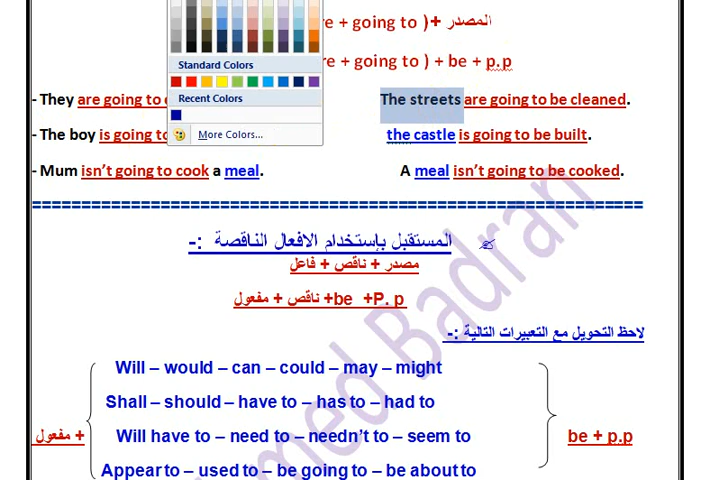 re + going to )+ المصدر
Standard Colors
re + going to ) + be + p.p
Recent Colors
- They are going to The streets are going to be cleaned.
More Colors...
- The boy is going to the castle is going to be built.
- Mum isn't going to cook a meal. A meal isn't going to be cooked.
المستقبل بإستخدام الافعال الناقصة :-
مصدر + ناقص + فاعل
مفعول + ناقص +be +P. p
لاحظ التحويل مع التعبيرات التالية :-
Will – would – can – could – may – might
Shall – should – have to – has to – had to
مفعول + Will have to – need to – needn't to – seem to be + p.p
Appear to – used to – be going to – be about to
Ahmed Badran